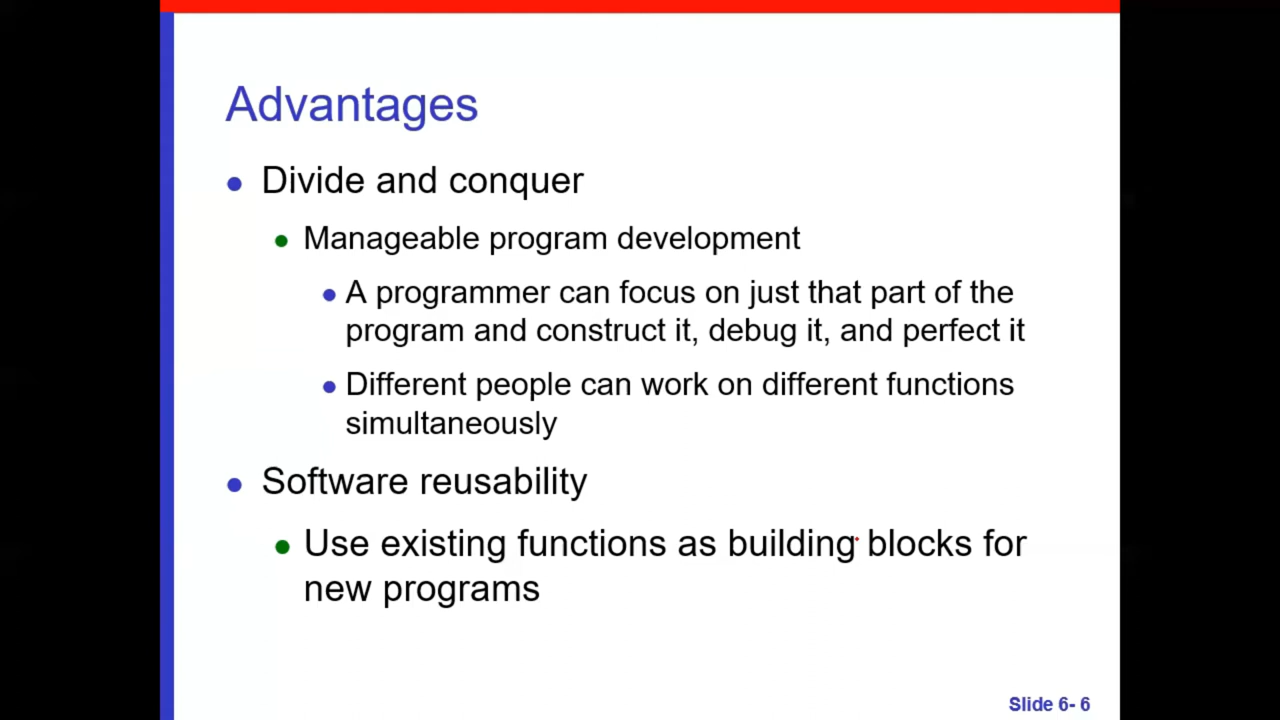 Advantages
Divide and conquer
Manageable program development
A programmer can focus on just that part of the
program and construct it, debug it, and perfect it
Different people can work on different functions
simultaneously
Software reusability
Use existing functions as building blocks for
new programs
Slide 6- 6